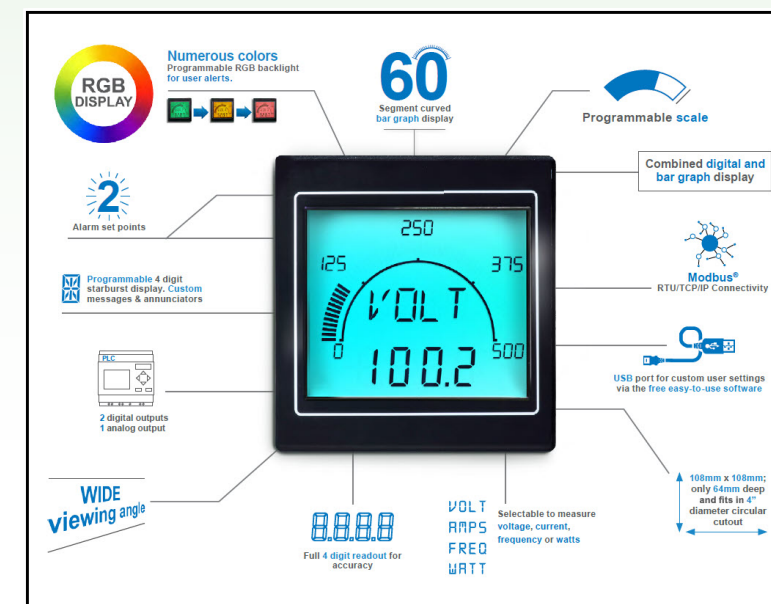 RGB
DISPLAY
Numerous colors
Programmable RGB backlight
for user alerts.
60
Segment curved
bar graph display
Programmable scale
Combined digital and
bar graph display
2
Alarm set points
Modbus®
RTU/TCP/IP Connectivity
Programmable 4 digit
starburst display. Custom
messages & annunciators
250
125
375
VOLT
0
500
100.2
USB port for custom user settings
via the free easy-to-use software
PLC
2 digital outputs
1 analog output
WIDE
viewing angle
8.8.8.8
Full 4 digit readout for
accuracy
VOLT
AMPS
FREQ
WATT
Selectable to measure
voltage, current,
frequency or watts
108mm x 108mm;
only 64mm deep
and fits in 4"
diameter circular
cutout